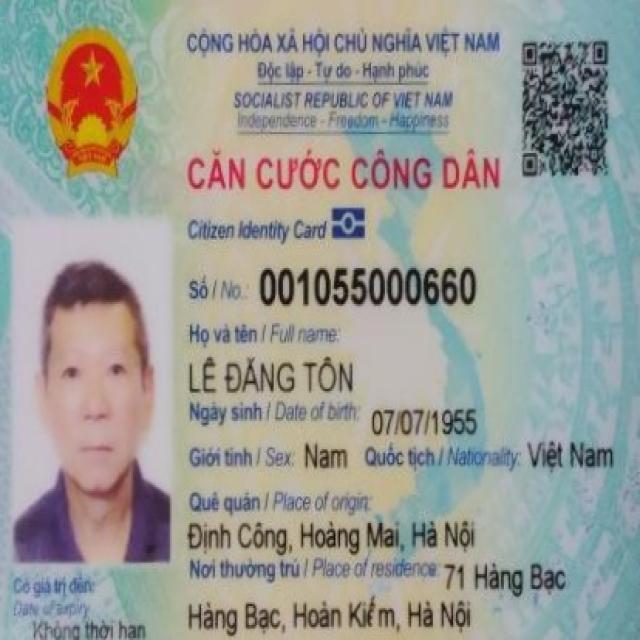 CỘNG HÒA XÃ HỘI CHỦ NGHĨA VIỆT NAM
Độc lập - Tự do - Hạnh phúc
SOCIALIST REPUBLIC OF VIET NAM
Independence - Freedom - Happiness
CĂN CƯỚC CÔNG DÂN
Citizen Identity Card
Số / No.: 001055000660
Họ và tên / Full name:
LÊ ĐĂNG TÔN
Ngày sinh / Date of birth: 07/07/1955
Giới tính / Sex: Nam Quốc tịch / Nationality: Việt Nam
Quê quán / Place of origin:
Định Công, Hoàng Mai, Hà Nội
Nơi thường trú / Place of residence: 71 Hàng Bạc
Hàng Bạc, Hoàn Kiếm, Hà Nội
Có giá trị đến:
Date of expiry
Không thời hạn